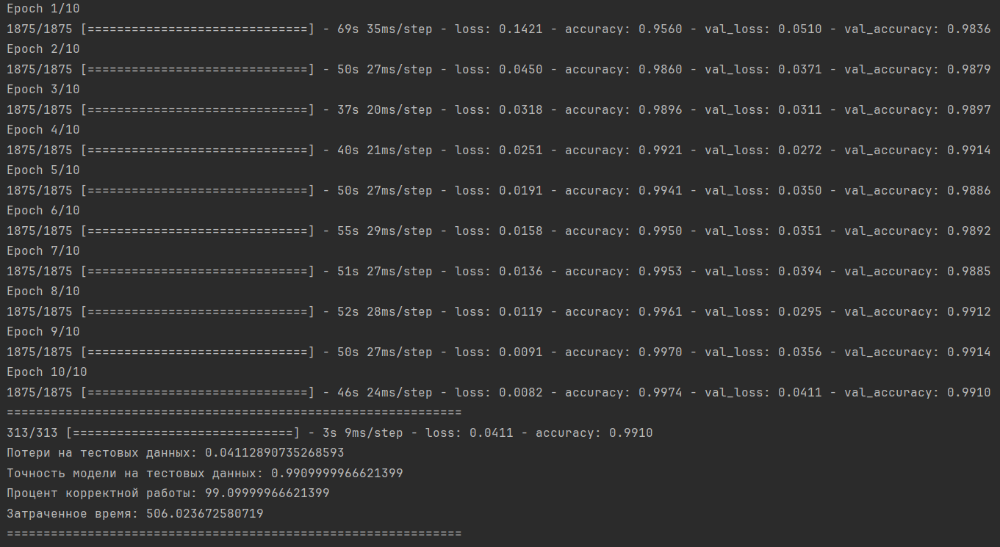 Epoch 1/10
1875/1875 [==============================] - 69s 35ms/step - loss: 0.1421 - accuracy: 0.9560 - val_loss: 0.0510 - val_accuracy: 0.9836
Epoch 2/10
1875/1875 [==============================] - 50s 27ms/step - loss: 0.0450 - accuracy: 0.9860 - val_loss: 0.0371 - val_accuracy: 0.9879
Epoch 3/10
1875/1875 [==============================] - 37s 20ms/step - loss: 0.0318 - accuracy: 0.9896 - val_loss: 0.0311 - val_accuracy: 0.9897
Epoch 4/10
1875/1875 [==============================] - 40s 21ms/step - loss: 0.0251 - accuracy: 0.9921 - val_loss: 0.0272 - val_accuracy: 0.9914
Epoch 5/10
1875/1875 [==============================] - 50s 27ms/step - loss: 0.0191 - accuracy: 0.9941 - val_loss: 0.0350 - val_accuracy: 0.9886
Epoch 6/10
1875/1875 [==============================] - 55s 29ms/step - loss: 0.0158 - accuracy: 0.9950 - val_loss: 0.0351 - val_accuracy: 0.9892
Epoch 7/10
1875/1875 [==============================] - 51s 27ms/step - loss: 0.0136 - accuracy: 0.9953 - val_loss: 0.0394 - val_accuracy: 0.9885
Epoch 8/10
1875/1875 [==============================] - 52s 28ms/step - loss: 0.0119 - accuracy: 0.9961 - val_loss: 0.0295 - val_accuracy: 0.9912
Epoch 9/10
1875/1875 [==============================] - 50s 27ms/step - loss: 0.0091 - accuracy: 0.9970 - val_loss: 0.0356 - val_accuracy: 0.9914
Epoch 10/10
1875/1875 [==============================] - 46s 24ms/step - loss: 0.0082 - accuracy: 0.9974 - val_loss: 0.0411 - val_accuracy: 0.9910
==============================================================
313/313 [==============================] - 3s 9ms/step - loss: 0.0411 - accuracy: 0.9910
Потери на тестовых данных: 0.04112890735268593
Точность модели на тестовых данных: 0.9909999966621399
Процент корректной работы: 99.09999966621399
Затраченное время: 506.023672580719
==============================================================